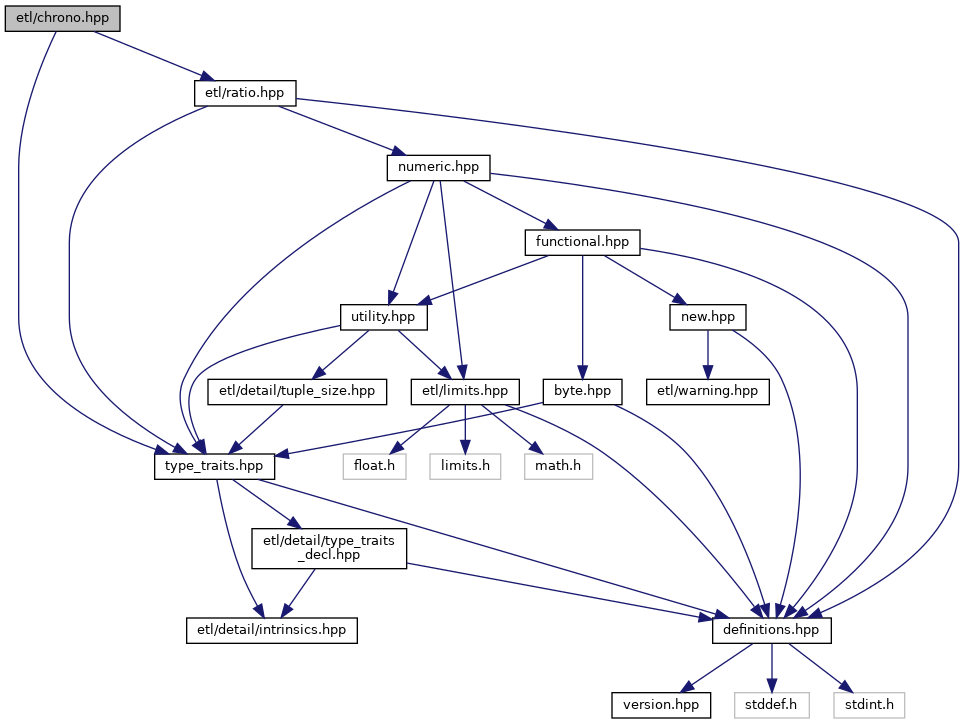 etl/chrono.hpp
etl/ratio.hpp
numeric.hpp
functional.hpp
utility.hpp
new.hpp
etl/detail/tuple_size.hpp
etl/limits.hpp
byte.hpp
etl/warning.hpp
type_traits.hpp
float.h
limits.h
math.h
etl/detail/type_traits
_decl.hpp
etl/detail/intrinsics.hpp
definitions.hpp
version.hpp
stddef.h
stdint.h